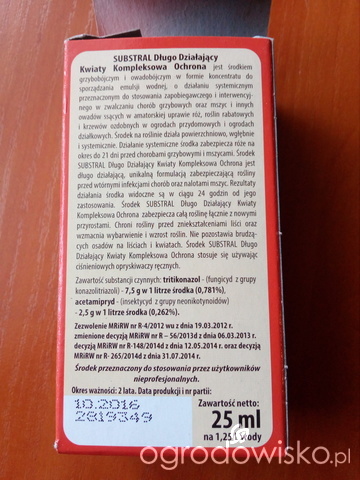 SUBSTRAL Długo Działający
Kwiaty Kompleksowa Ochrona jest środkiem
grzybobójczym i owadobójczym w formie koncentratu do
sporządzania emulsji wodnej, o działaniu systemicznym
przeznaczonym do stosowania zapobiegawczego i interwencyj-
nego w zwalczaniu chorób grzybowych oraz mszyc i innych
owadów ssących w amatorskiej uprawie róż, roślin rabatowych
i krzewów ozdobnych w ogrodach przydomowych i ogrodach
działkowych. Środek na roślinie działa powierzchniowo, wgłębnie
i systemicznie. Działanie systemiczne środka zabezpiecza róże na
okres do 21 dni przed chorobami grzybowymi i mszycami. Środek
SUBSTRAL Długo Działający Kwiaty Kompleksowa Ochrona jest
długo działającą, unikalną formulacją zabezpieczającą rośliny
przed wtórnymi infekcjami chorób oraz nalotami mszyc. Rezultaty
działania środka widoczne są w ciągu 24 godzin od jego
zastosowania. Środek SUBSTRAL Długo Działający Kwiaty
Kompleksowa Ochrona zabezpiecza całą roślinę łącznie z nowymi
przyrostami. Chroni rośliny przed zniekształceniami liści oraz
wzmacnia wybarwienie i wzrost roślin. Nie pozostawia brudzą-
cych osadów na liściach i kwiatach. Środek SUBSTRAL Długo
Działający Kwiaty Kompleksowa Ochrona stosuje się używając
ciśnieniowych opryskiwaczy ręcznych.
Zawartość substancji czynnych: tritikonazol - (fungicyd z grupy
konazolitriazoli) - 7,5 g w 1 litrze środka (0,781%),
acetamipryd - (insektycyd z grupy neonikotynoidów)
- 2,5 g w 1 litrze środka (0,262%).
Zezwolenie MRiRW nr R-4/2012 wu z dnia 19.03.2012 r.
zmienione decyzją MRiRW nr R – 56/2013d z dnia 06.03.2013 r.
decyzją MRiRW nr R-148/2014d z dnia 12.05.2014 r. oraz decyzją
MRiRW nr R- 265/2014d z dnia 31.07.2014 r.
Środek przeznaczony do stosowania przez użytkowników
nieprofesjonalnych.
Okres ważności: 2 lata. Data produkcji i nr partii:
10.2016
2819349
Zawartość netto:
25 ml
na 1,25 l wody
ogrodowisko.pl